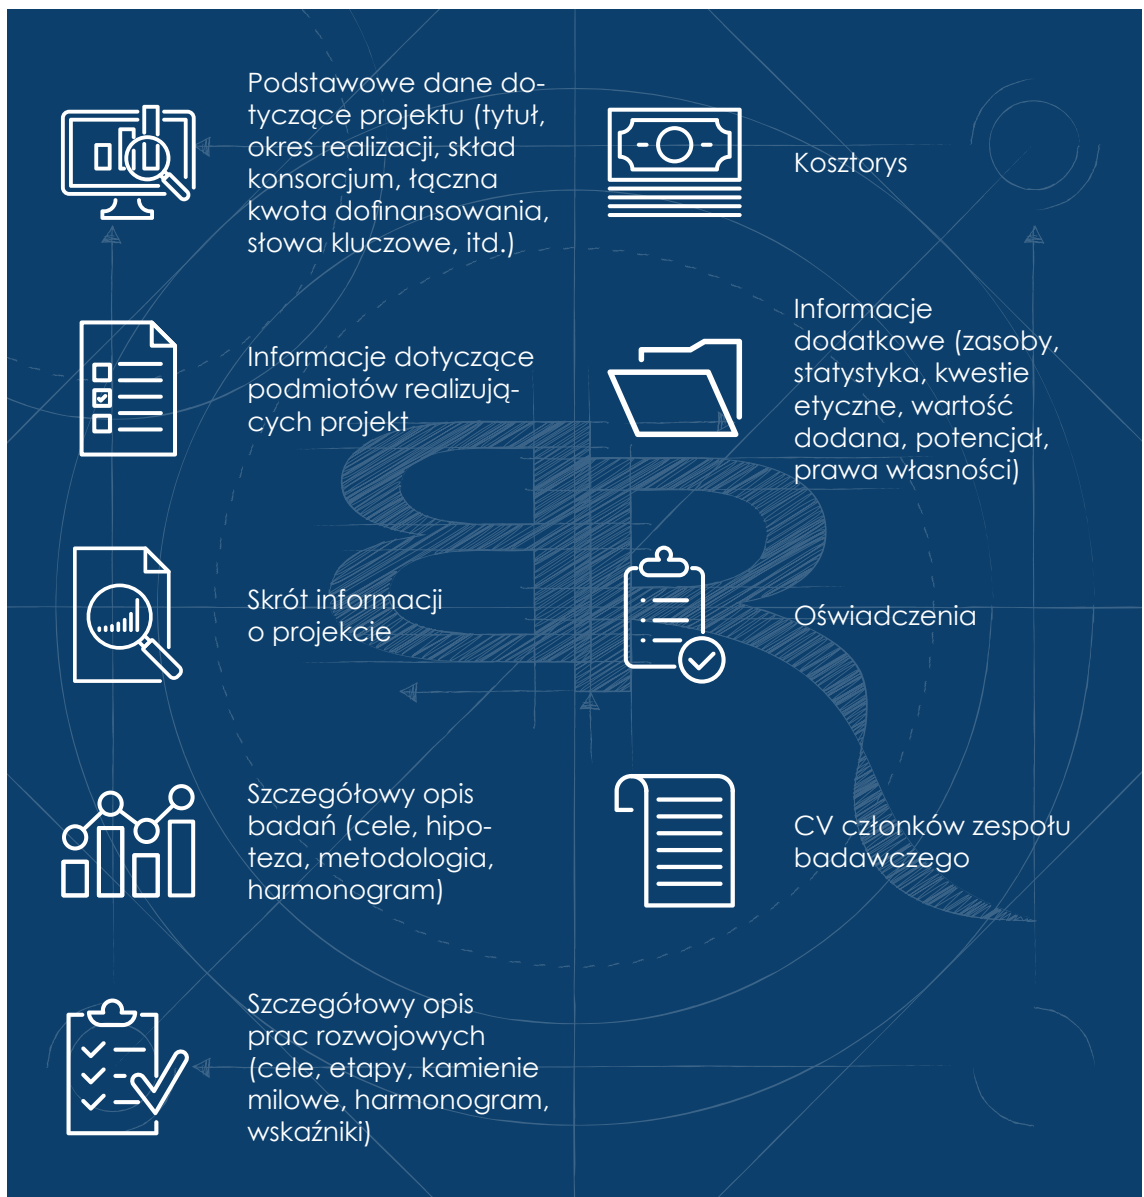 Podstawowe dane do-
tyczące projektu (tytuł,
okres realizacji, skład
konsorcjum, łączna
kwota dofinansowania,
słowa kluczowe, itd.)
Informacje dotyczące
podmiotów realizują-
cych projekt
Skrót informacji
o projekcie
Szczegółowy opis
badań (cele, hipo-
teza, metodologia,
harmonogram)
Szczegółowy opis
prac rozwojowych
(cele, etapy, kamienie
milowe, harmonogram,
wskaźniki)
Kosztorys
Informacje
dodatkowe (zasoby,
statystyka, kwestie
etyczne, wartość
dodana, potencjał,
prawa własności)
Oświadczenia
CV członków zespołu
badawczego